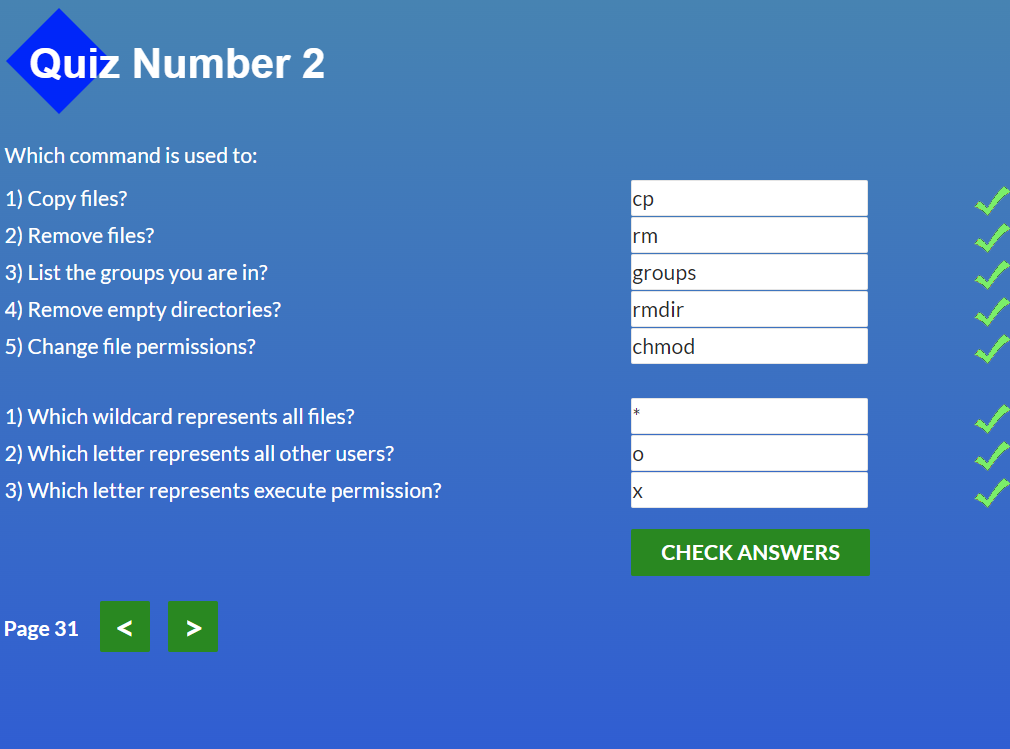 Quiz Number 2
Which command is used to:
1) Copy files? cp
2) Remove files? rm
3) List the groups you are in? groups
4) Remove empty directories? rmdir
5) Change file permissions? chmod
1) Which wildcard represents all files? *
2) Which letter represents all other users? o
3) Which letter represents execute permission? x
CHECK ANSWERS
Page 31 < >